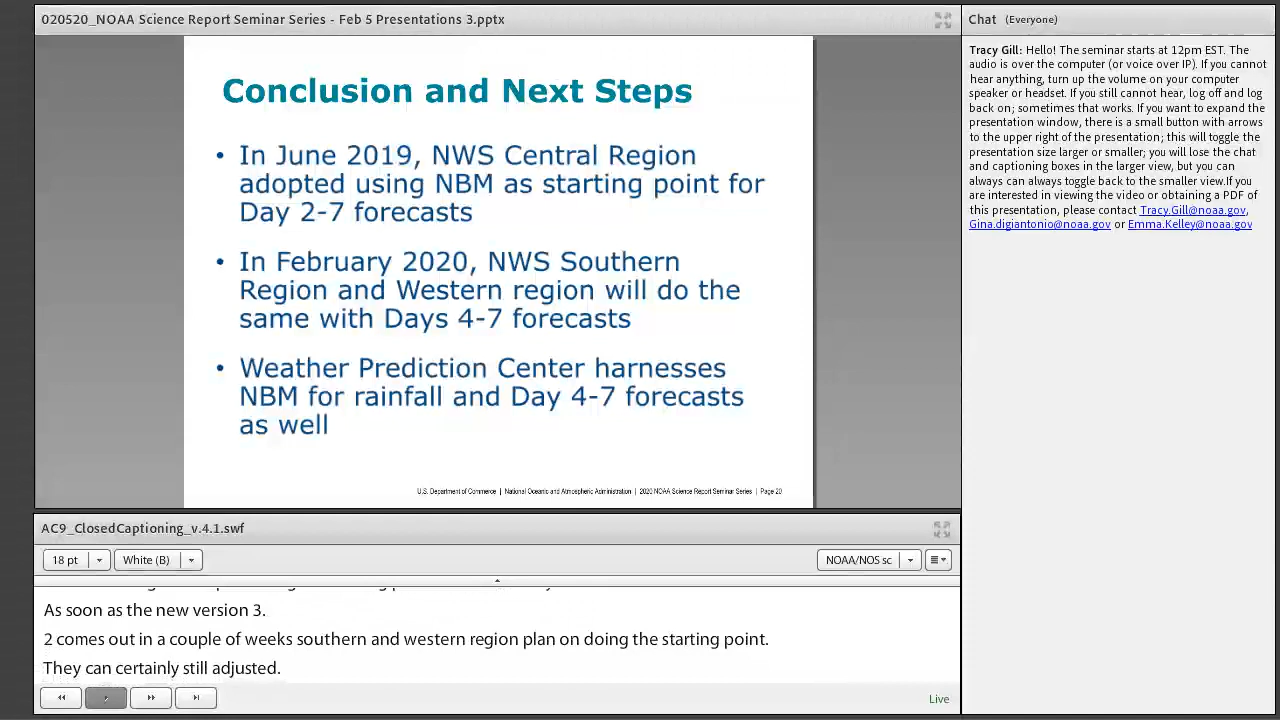 020520_NOAA Science Report Seminar Series - Feb 5 Presentations 3.pptx
Conclusion and Next Steps
• In June 2019, NWS Central Region
adopted using NBM as starting point for
Day 2-7 forecasts
• In February 2020, NWS Southern
Region and Western region will do the
same with Days 4-7 forecasts
• Weather Prediction Center harnesses
NBM for rainfall and Day 4-7 forecasts
as well
U.S. Department of Commerce | National Oceanic and Atmospheric Administration | 2020 NOAA Science Report Seminar Series | Page 20
Chat (Everyone)
Tracy Gill: Hello! The seminar starts at 12pm EST. The
audio is over the computer (or voice over IP). If you cannot
hear anything, turn up the volume on your computer
speaker or headset. If you still cannot hear, log off and log
back on; sometimes that works. If you want to expand the
presentation window, there is a small button with arrows
to the upper right of the presentation; this will toggle the
presentation size larger or smaller; you will lose the chat
and captioning boxes in the larger view, but you can
always can always toggle back to the smaller view.If you
are interested in viewing the video or obtaining a PDF of
this presentation, please contact Tracy.Gill@noaa.gov,
Gina.digiantonio@noaa.gov or Emma.Kelley@noaa.gov
AC9_ClosedCaptioning_v.4.1.swf
18 pt
White (B)
NOAA/NOS sc
As soon as the new version 3.
2 comes out in a couple of weeks southern and western region plan on doing the starting point.
They can certainly still adjusted.
Live